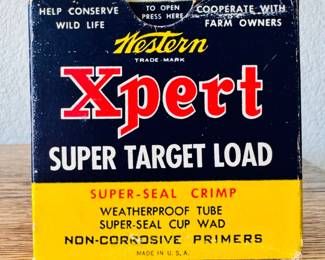 HELP CONSERVE
WILD LIFE
TO OPEN
PRESS HERE
COOPERATE WITH
FARM OWNERS
Western
TRADE-MARK
Xpert
SUPER TARGET LOAD
SUPER-SEAL CRIMP
WEATHERPROOF TUBE
SUPER-SEAL CUP WAD
NON-CORROSIVE PRIMERS
MADE IN U.S.A.